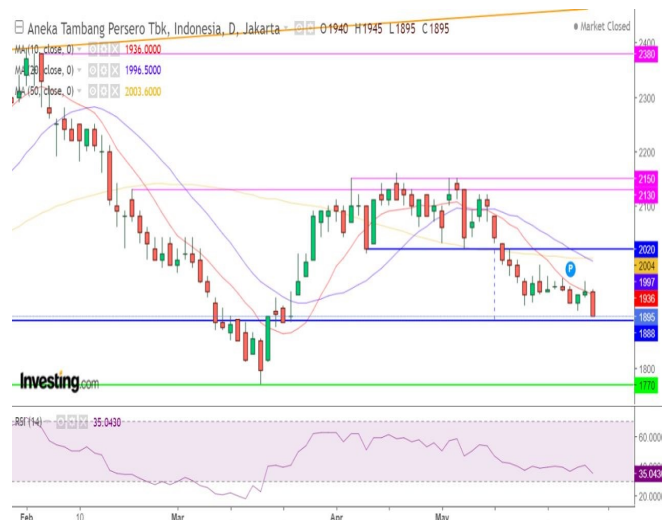 Aneka Tambang Persero Tbk, Indonesia, D, Jakarta O1940 H1945 L1895 C1895
Market Closed
MA (10, close, 0) 1936.0000
MA (20, close, 0) 1996.5000
MA (50, close, 0) 2003.6000
2400
2380
2300
2200
2150
2130
2100
2020
2004
1997
P
1936
1895
1888
1800
1770
Investing.com
RSI (14) 35.0430
60.0000
40.0000
35.0430
20.0000
Feb 10 Mar Apr May